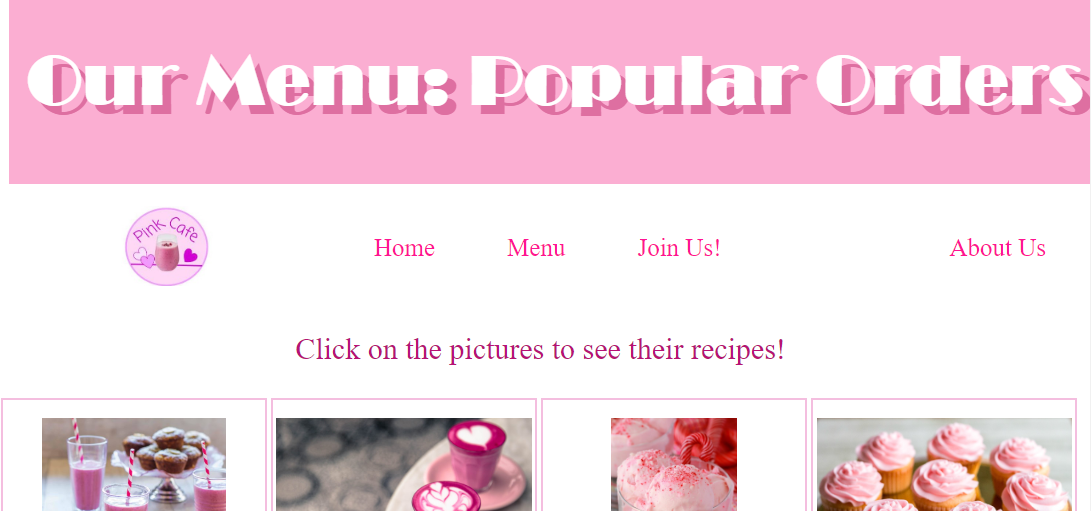 Our Menu: Popular Orders
Pink Cafe
Home Menu Join Us! About Us
Click on the pictures to see their recipes!